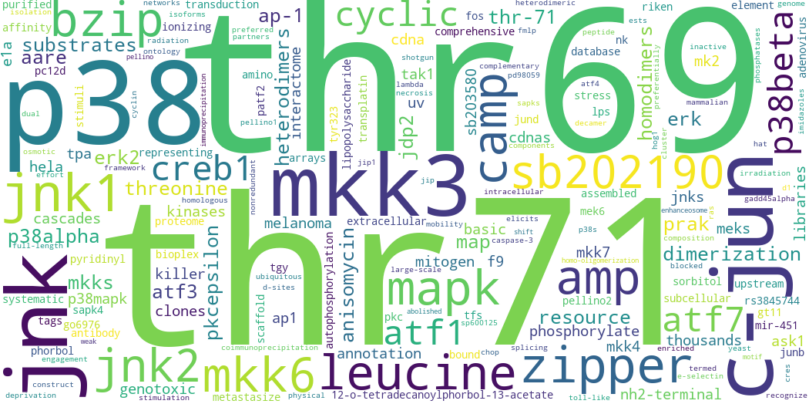 purified
networks
isoforms
transduction
heterodimeric
genome
isolation
bzip
preferred
partners
ap-1
cyclic
fos
thr-71
riken
element
affinity
ionizing
radiation
ontology
cdna
comprehensive
fmlp
ests
substrates
e1a
aare
pc12d
pellino
amino
patf2
heterodimers
interactome
lipopolysaccharide
tak1
shotgun
lambda
necrosis
complementary
pd98059
nk
database
peptide
inactive
mk2
homodimers
preferentially
phosphatases
adenovirus
p38
thr69
p38beta
stimuli
cyclin
immunoprecipitation
uv
tyr323
transplatin
jdp2
jund
sb203580
camp
atf4
stress
lps
decamer
sapks
mammalian
erk
hog1
cluster
imidazoles
dual
osmotic
tpa
representing
pellino1
cdnas
components
hat
hela
erk2
creb1
arrays
jip1
jip
effort
framework
nonredundant
mkk3
intracellular
sb202190
irradiation
d1
jnk1
threonine
homologous
kinases
melanoma
extracellular
mobility
elicits
basic
shift
caspase-3
assembled
jnks
mek6
gadd45alpha
enhanceosome
libraries
cascades
proteome
p38alpha
full-length
bioplex
pyridinyl
mkks
killer
pkcepsilon
tgy
ubiquitous
scaffold
autophosphorylation
anisomycin
mitogen
f9
map
p38s
mkk7
homo-oligomerization
prak
meks
composition
blocked
dimerization
c-jun
systematic
p38mapk
sapk4
atf3
clones
thr71
large-scale
d-sites
mapk
amp
sorbitol
subcellular
upstream
rs3845744
tags
go6976
antibody
weak
ap1
coimmunoprecipitation
pkc
abolished
atf1
tfs
sp600125
pellino2
resource
phosphorylate
atf7
thousands
gt11
mir-451
ask1
junb
jnk
phorbol
engagement
jnk2
annotation
bound
chop
splicing
mkk4
enriched
yeast
motif
termed
e-selectin
cres
construct
genotoxic
mkk6
leucine
zipper
nh2-terminal
recognize
deprivation
stimulation
metastasize
physical
12-o-tetradecanoylphorbol-13-acetate
toll-like